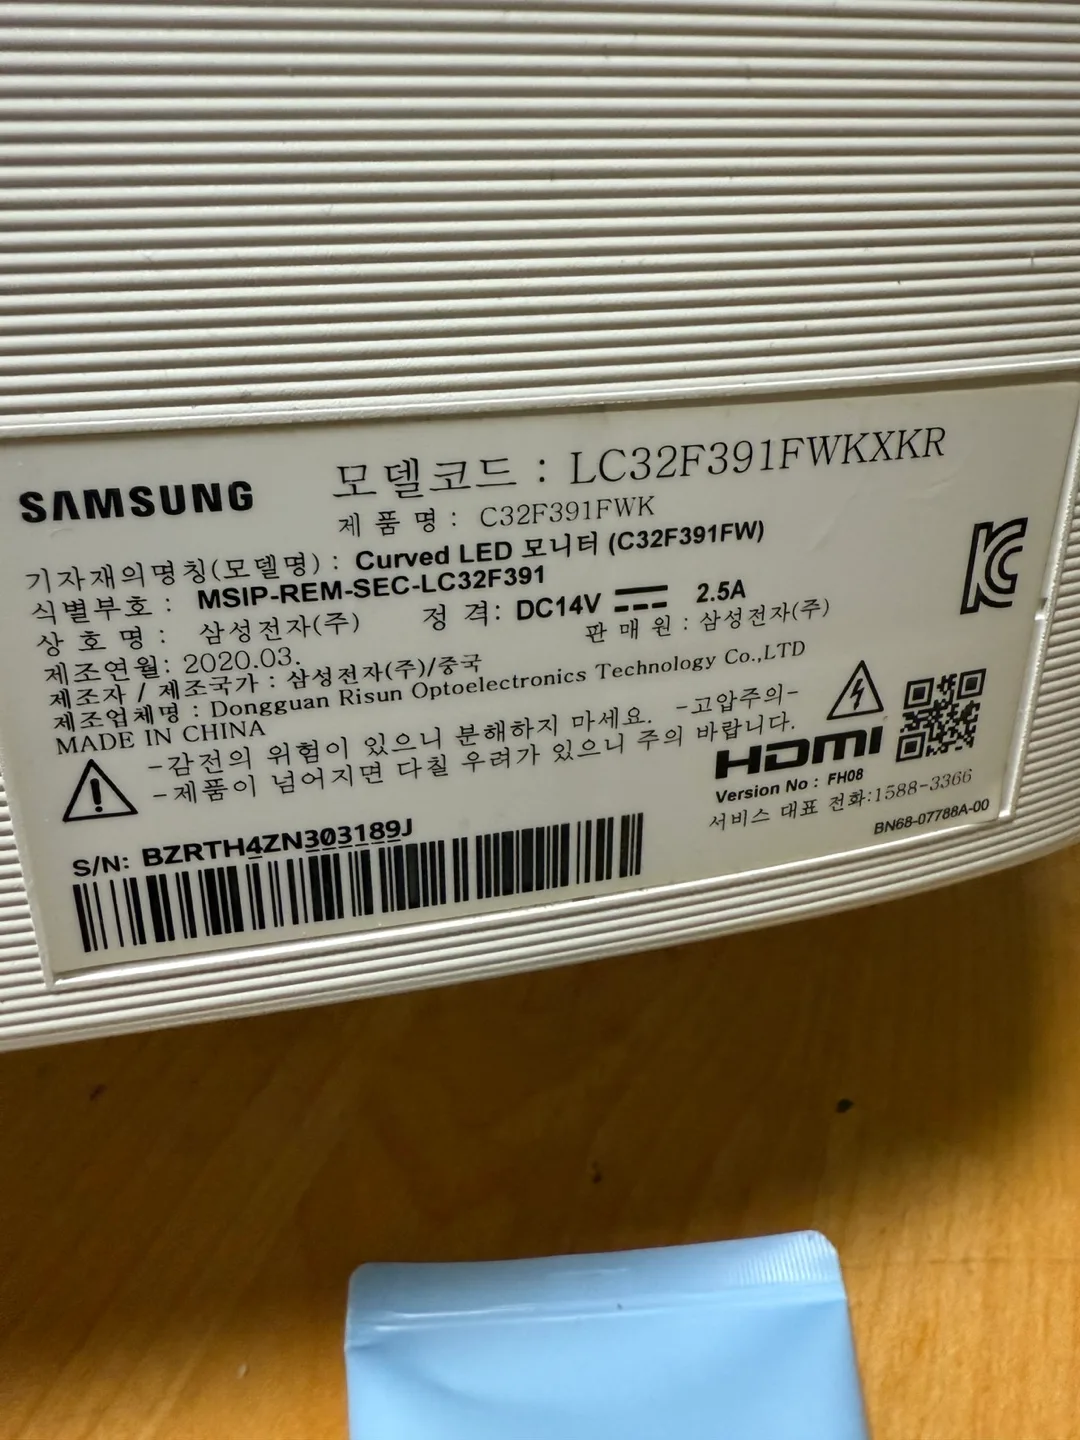 SAMSUNG
모델코드 : LC32F391FWKXKR
제 품 명 : C32F391FWK
기자재의명칭(모델명) : Curved LED 모니터 (C32F391FW)
식별부호 : MSIP-REM-SEC-LC32F391
상 호 명 : 삼성전자(주) 정 격: DC14V 2.5A
제조연월: 2020.03. 판 매 원 : 삼성전자(주)
제조자 / 제조국가 : 삼성전자(주)/중국
제조업체명 : Dongguan Risun Optoelectronics Technology Co.,LTD
MADE IN CHINA
-감전의 위험이 있으니 분해하지 마세요. -고압주의-
-제품이 넘어지면 다칠 우려가 있으니 주의 바랍니다.
HDMI
Version No : FH08
서비스 대표 전화:1588-3366
BN68-07788A-00
S/N: BZRTH4ZN303189J